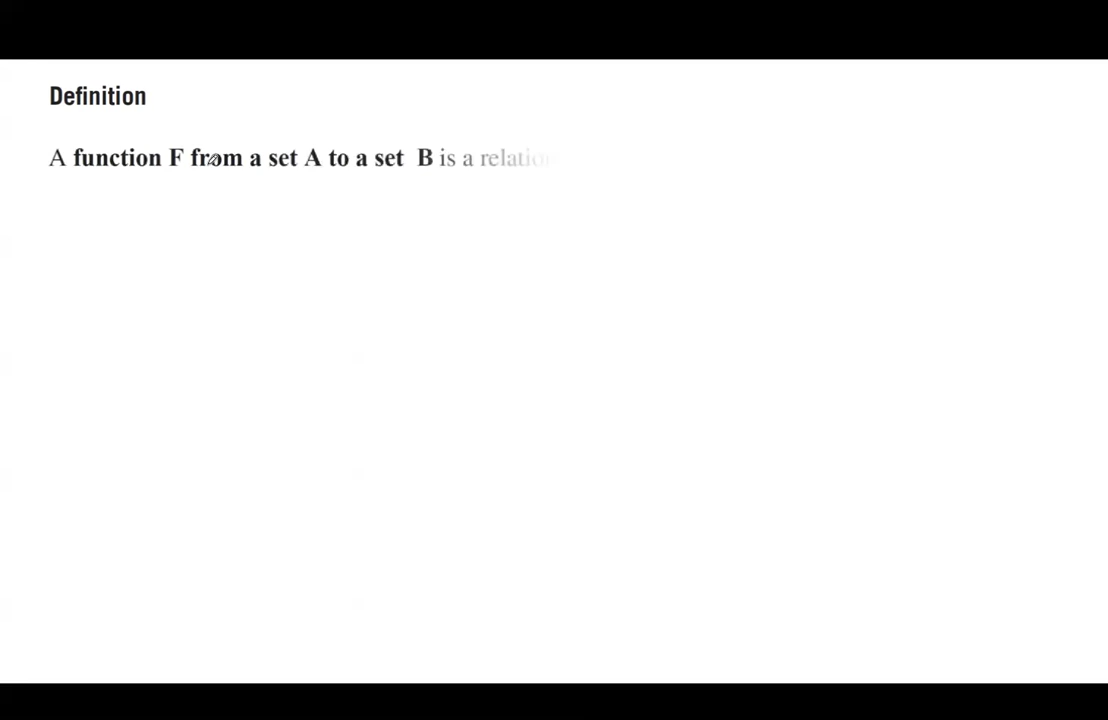 Definition
A function F from a set A to a set B is a